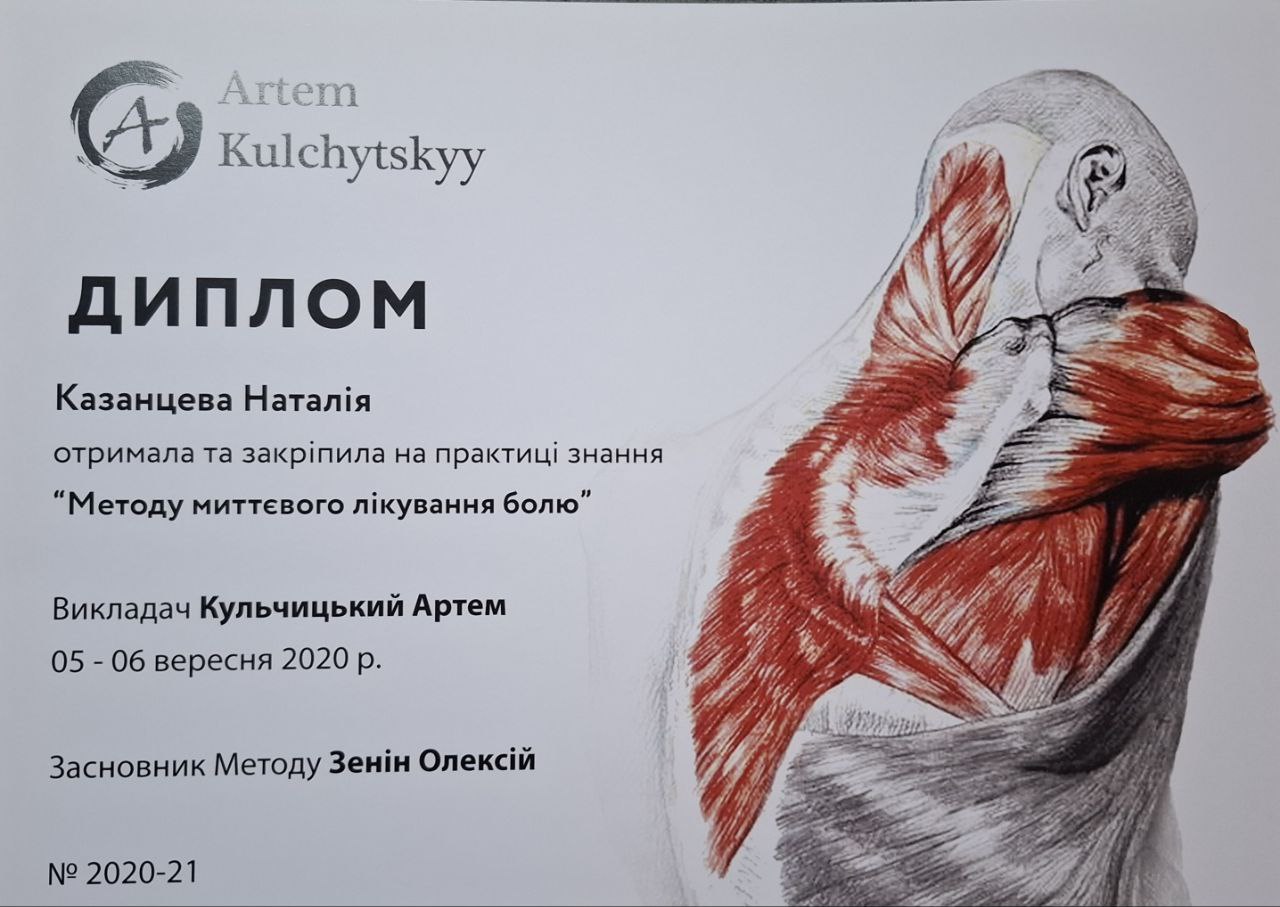 Artem
Kulchytskyy
ДИПЛОМ
Казанцева Наталія
отримала та закріпила на практиці знання
“Методу миттєвого лікування болю”
Викладач Кульчицький Артем
05 - 06 вересня 2020 р.
Засновник Методу Зенін Олексій
№ 2020-21